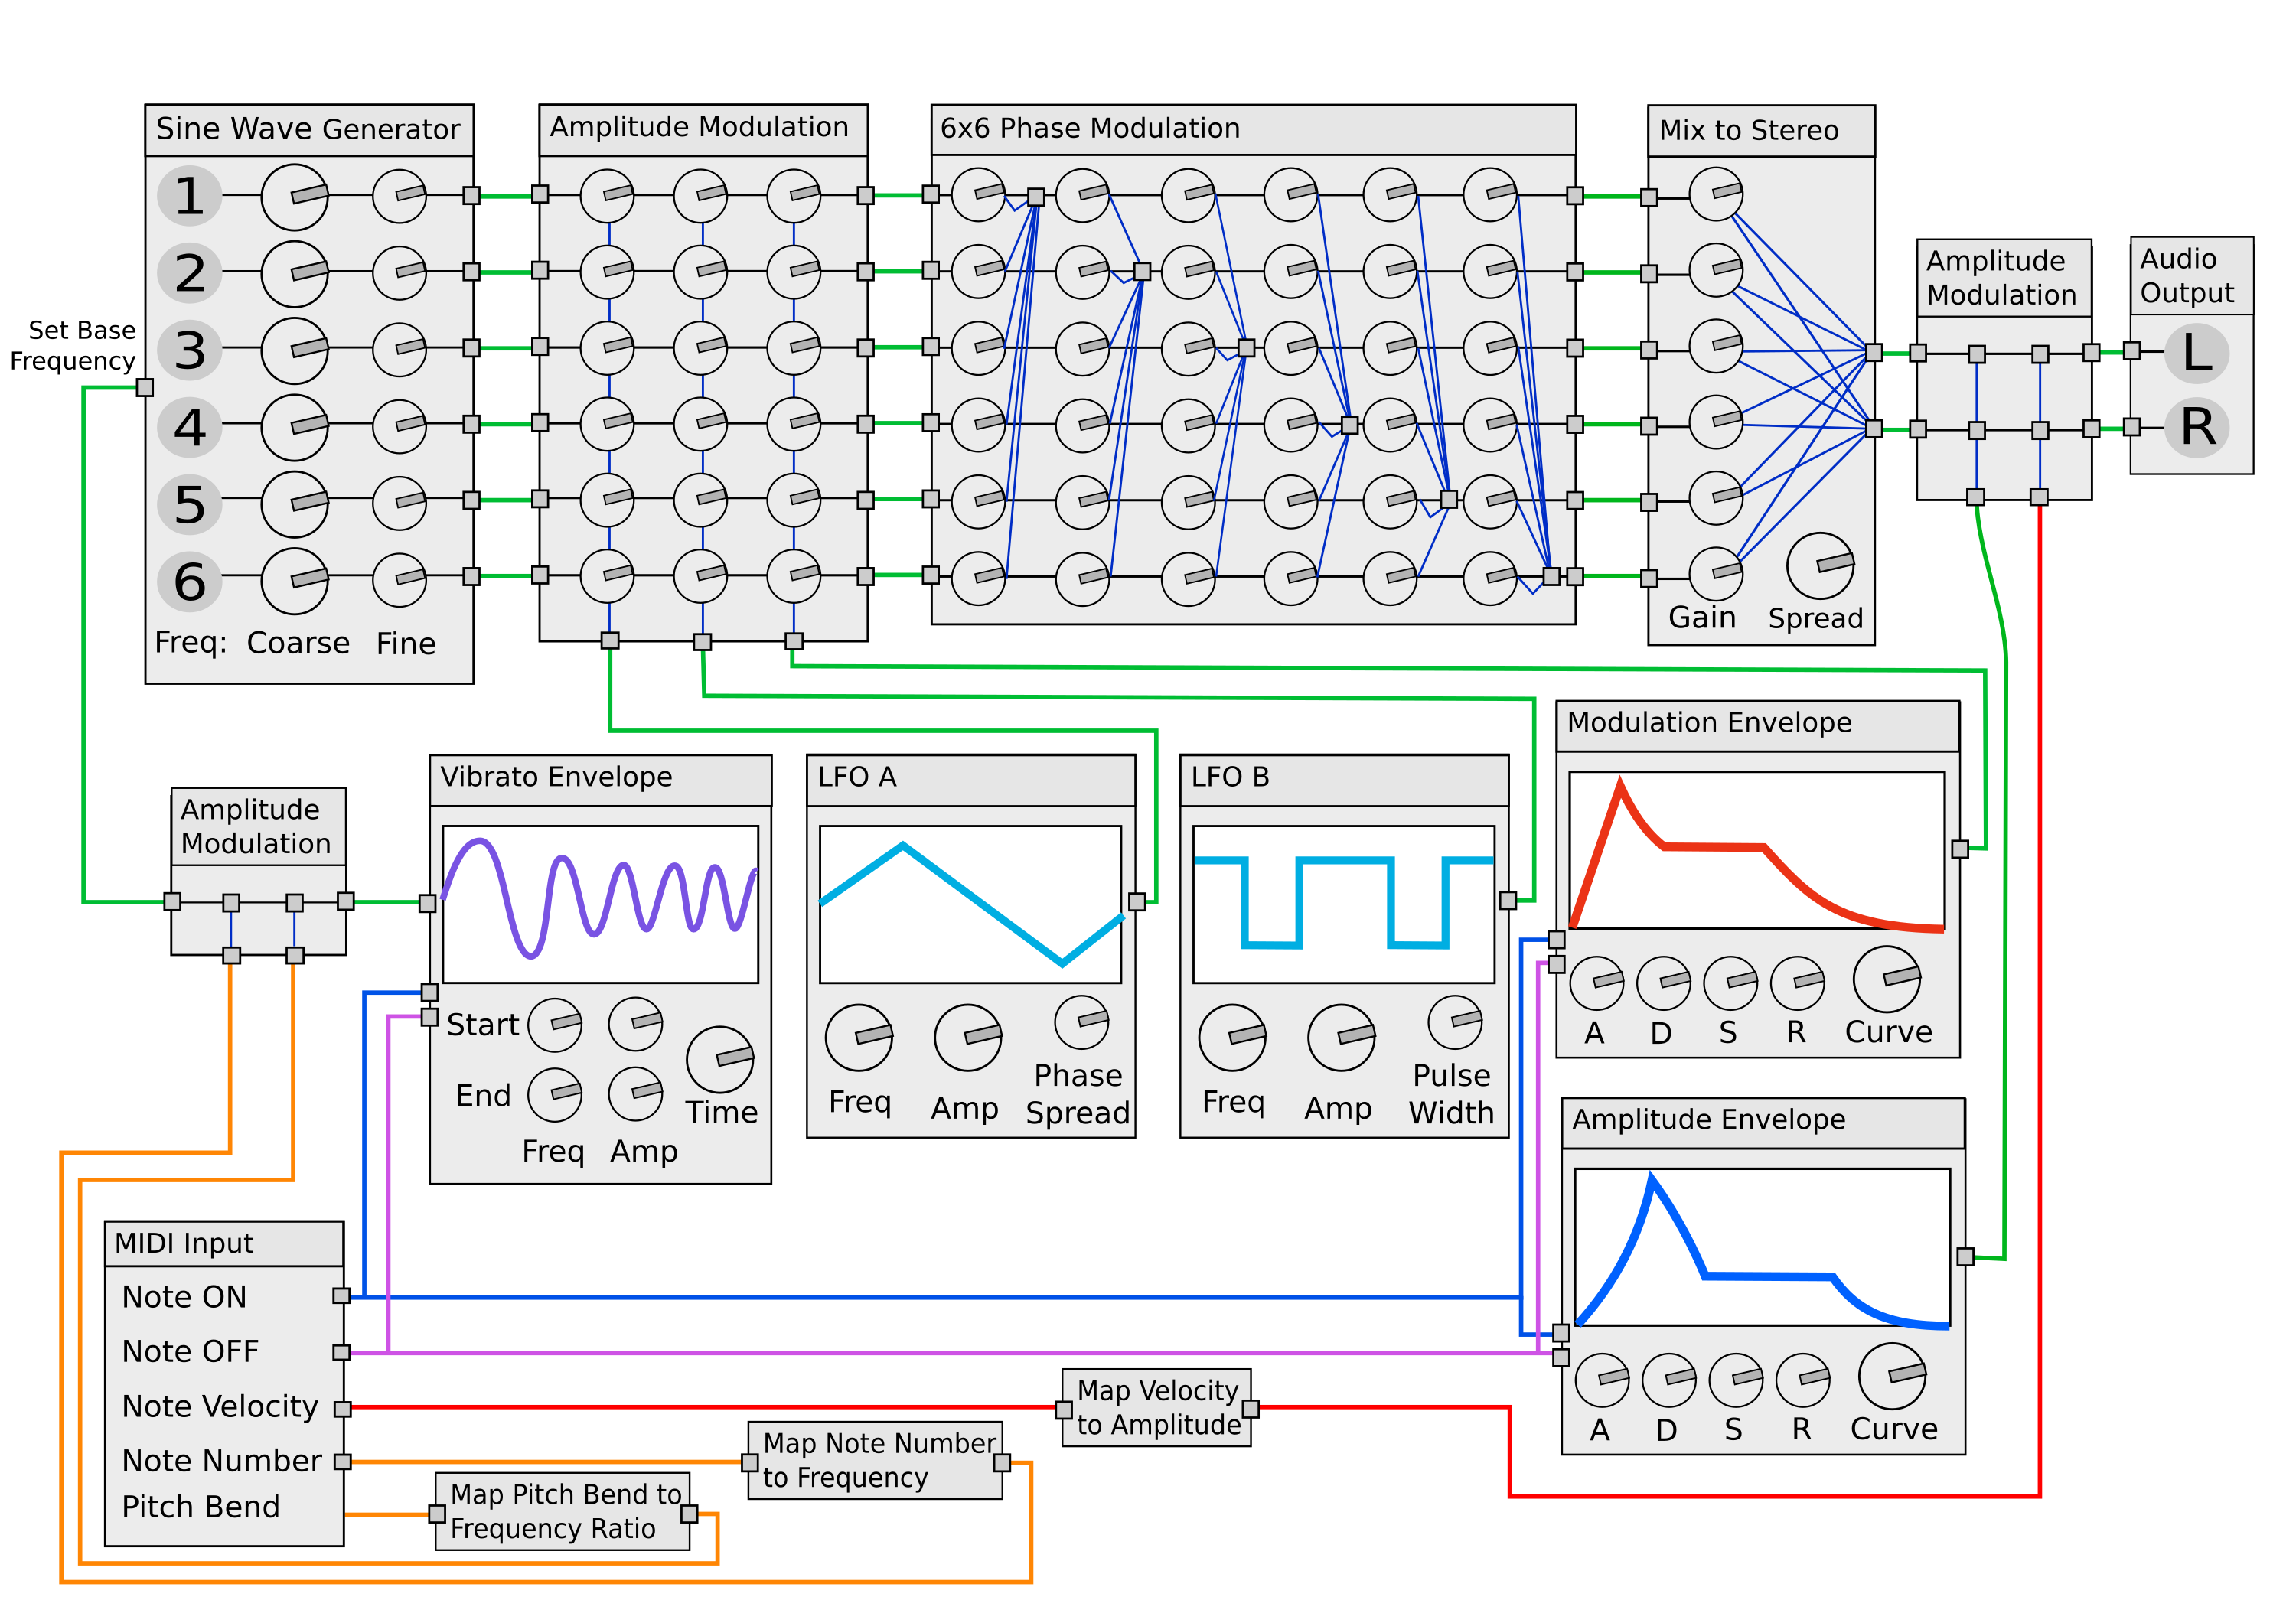 Sine Wave Generator
1
2
3
4
5
6
Freq: Coarse Fine
Set Base
Frequency
Amplitude Modulation
6x6 Phase Modulation
Mix to Stereo
Gain Spread
Amplitude
Modulation
Audio
Output
L
R
Amplitude
Modulation
Vibrato Envelope
Start
End
Time
Freq Amp
LFO A
Freq Amp Phase
Spread
LFO B
Freq Amp Pulse
Width
Modulation Envelope
A D S R Curve
Amplitude Envelope
A D S R Curve
MIDI Input
Note ON
Note OFF
Note Velocity
Note Number
Pitch Bend
Map Velocity
to Amplitude
Map Note Number
to Frequency
Map Pitch Bend to
Frequency Ratio